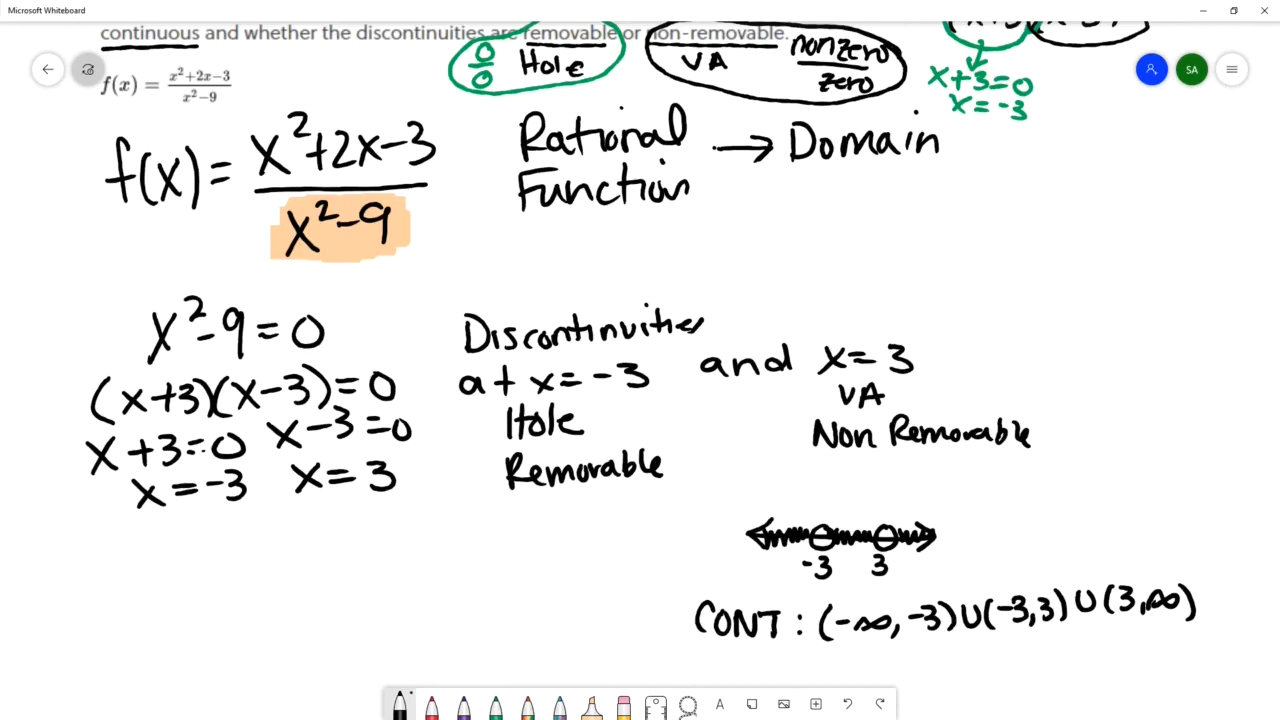 Microsoft Whiteboard
continuous and whether the discontinuities are removable or non-removable.
f(x) = \frac{x^2+2x-3}{x^2-9}
0/0 Hole
VA nonzero/zero
x+3=0
x=-3
SA
f(x) = \frac{x^2+2x-3}{x^2-9}
Rational → Domain
Function
x^2-9=0
(x+3)(x-3)=0
x+3=0 x-3=0
x=-3 x=3
Discontinuities
at x=-3 and x=3
Hole VA
Removable Non Removable
-3 3
CONT: (-∞,-3)∪(-3,3)∪(3,∞)
A